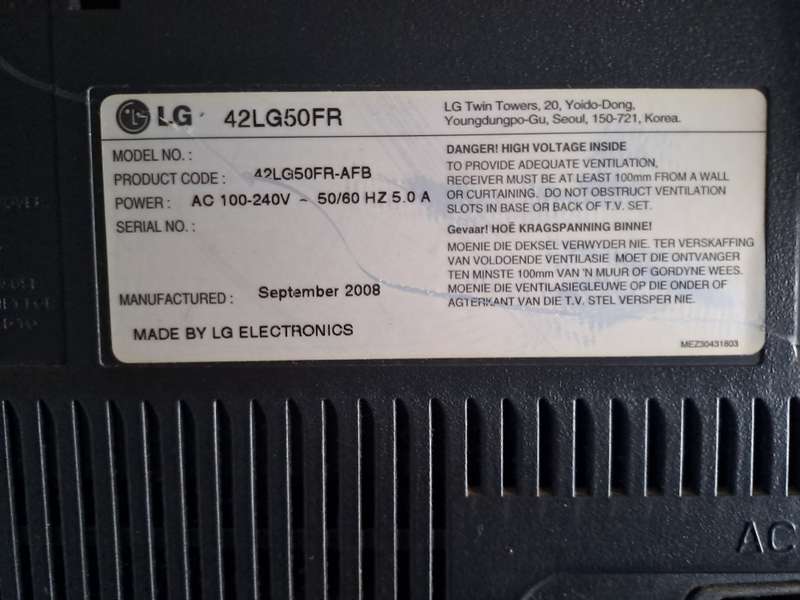 LG 42LG50FR
LG Twin Towers, 20, Yoido-Dong,
Youngdungpo-Gu, Seoul, 150-721, Korea.
MODEL NO. :
PRODUCT CODE : 42LG50FR-AFB
POWER : AC 100-240V ~ 50/60 HZ 5.0 A
SERIAL NO. :
MANUFACTURED : September 2008
MADE BY LG ELECTRONICS
DANGER! HIGH VOLTAGE INSIDE
TO PROVIDE ADEQUATE VENTILATION,
RECEIVER MUST BE AT LEAST 100mm FROM A WALL
OR CURTAINING. DO NOT OBSTRUCT VENTILATION
SLOTS IN BASE OR BACK OF T.V. SET.
Gevaar! HOË KRAGSPANNING BINNE!
MOENIE DIE DEKSEL VERWYDER NIE. TER VERSKAFFING
VAN VOLDOENDE VENTILASIE MOET DIE ONTVANGER
TEN MINSTE 100mm VAN 'N MUUR OF GORDYNE WEES.
MOENIE DIE VENTILASIEGLEUWE OP DIE ONDER OF
AGTERKANT VAN DIE T.V. STEL VERSPER NIE.
MEZ30431803
AC